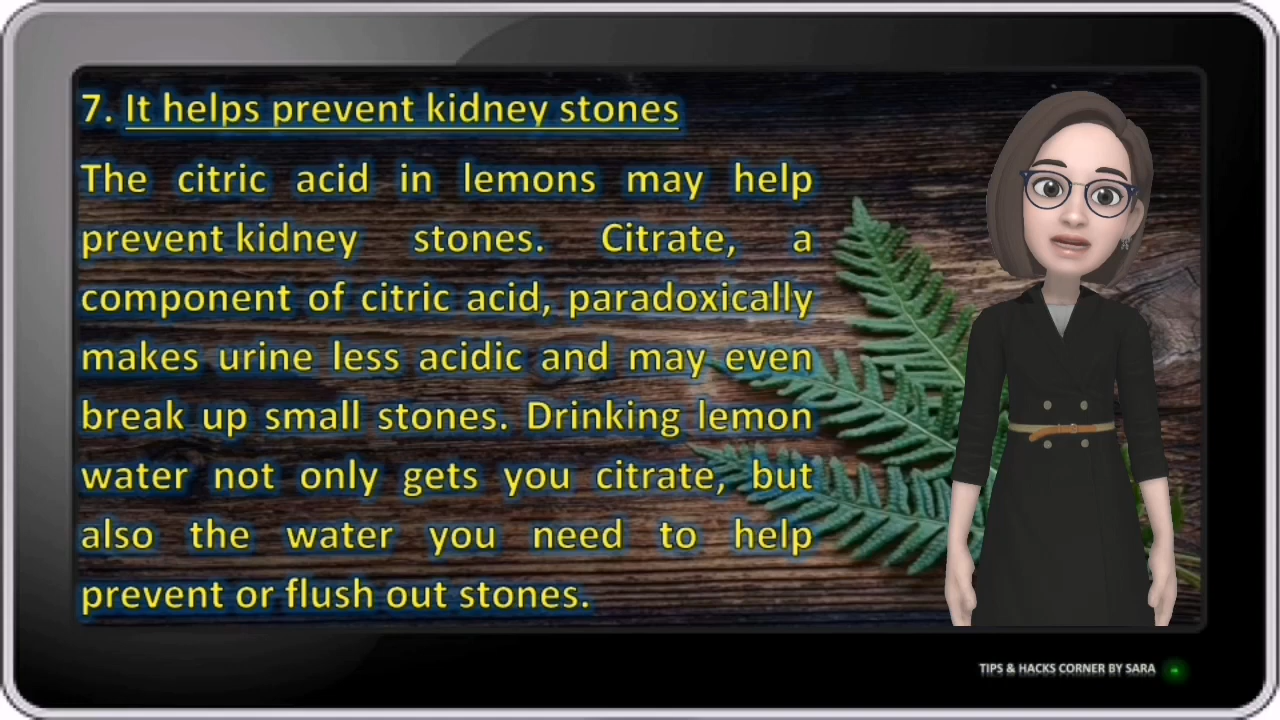 7. It helps prevent kidney stones
The citric acid in lemons may help
prevent kidney stones. Citrate, a
component of citric acid, paradoxically
makes urine less acidic and may even
break up small stones. Drinking lemon
water not only gets you citrate, but
also the water you need to help
prevent or flush out stones.
TIPS & HACKS CORNER BY SARA